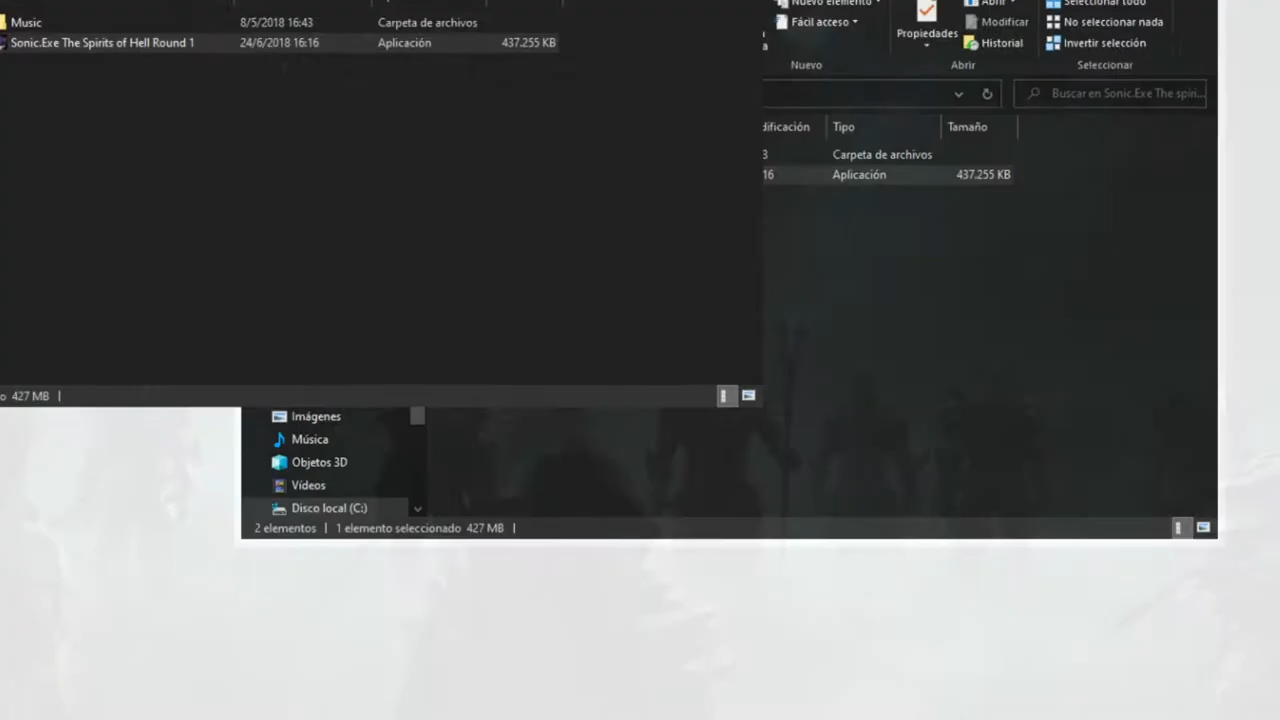 Music 8/5/2018 16:43 Carpeta de archivos
Sonic.Exe The Spirits of Hell Round 1 24/6/2018 16:16 Aplicación 437.255 KB
427 MB
Nuevo elemento
Fácil acceso
Nuevo
Propiedades
Abrir
Modificar
Historial
Abrir
Seleccionar todo
No seleccionar nada
Invertir selección
Seleccionar
Buscar en Sonic.Exe The spiri...
dificación Tipo Tamaño
3 Carpeta de archivos
16 Aplicación 437.255 KB
Imágenes
Música
Objetos 3D
Vídeos
Disco local (C:)
2 elementos | 1 elemento seleccionado 427 MB |